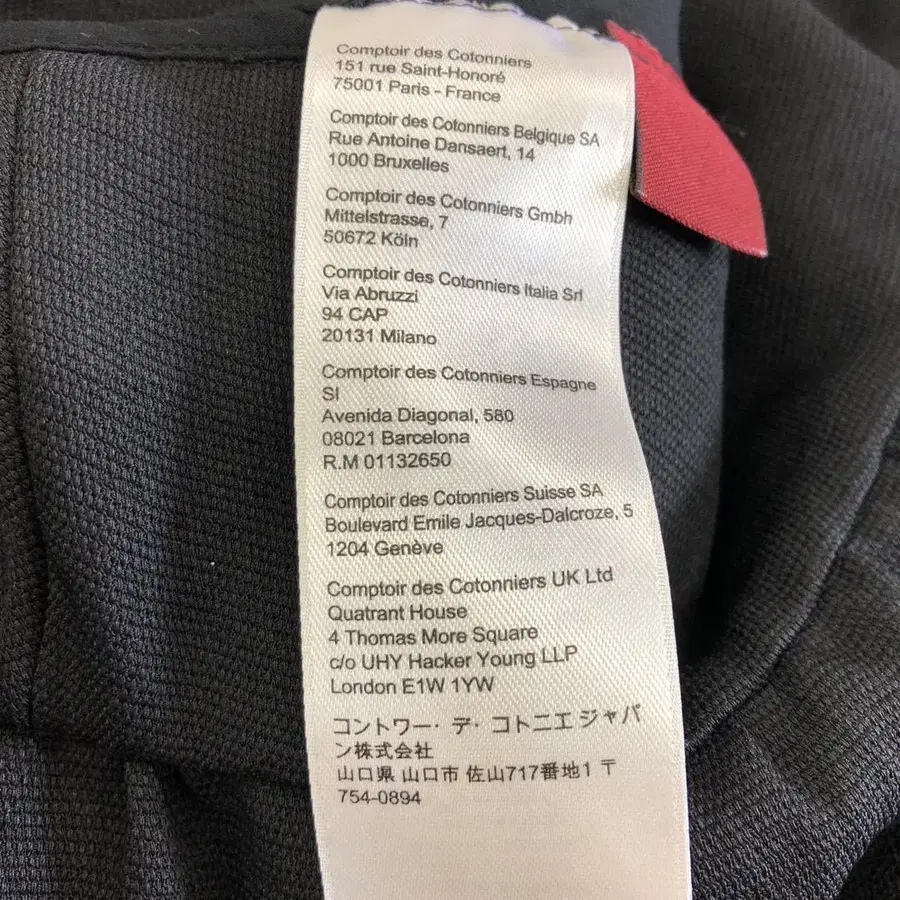 Comptoir des Cotonniers
151 rue Saint-Honoré
75001 Paris - France
Comptoir des Cotonniers Belgique SA
Rue Antoine Dansaert, 14
1000 Bruxelles
Comptoir des Cotonniers Gmbh
Mittelstrasse, 7
50672 Köln
Comptoir des Cotonniers Italia Srl
Via Abruzzi
94 CAP
20131 Milano
Comptoir des Cotonniers Espagne
Sl
Avenida Diagonal, 580
08021 Barcelona
R.M 01132650
Comptoir des Cotonniers Suisse SA
Boulevard Emile Jacques-Dalcroze, 5
1204 Genève
Comptoir des Cotonniers UK Ltd
Quatrant House
4 Thomas More Square
c/o UHY Hacker Young LLP
London E1W 1YW
コントワー・デ・コトニエ ジャパ
ン株式会社
山口県 山口市 佐山717番地1 〒
754-0894